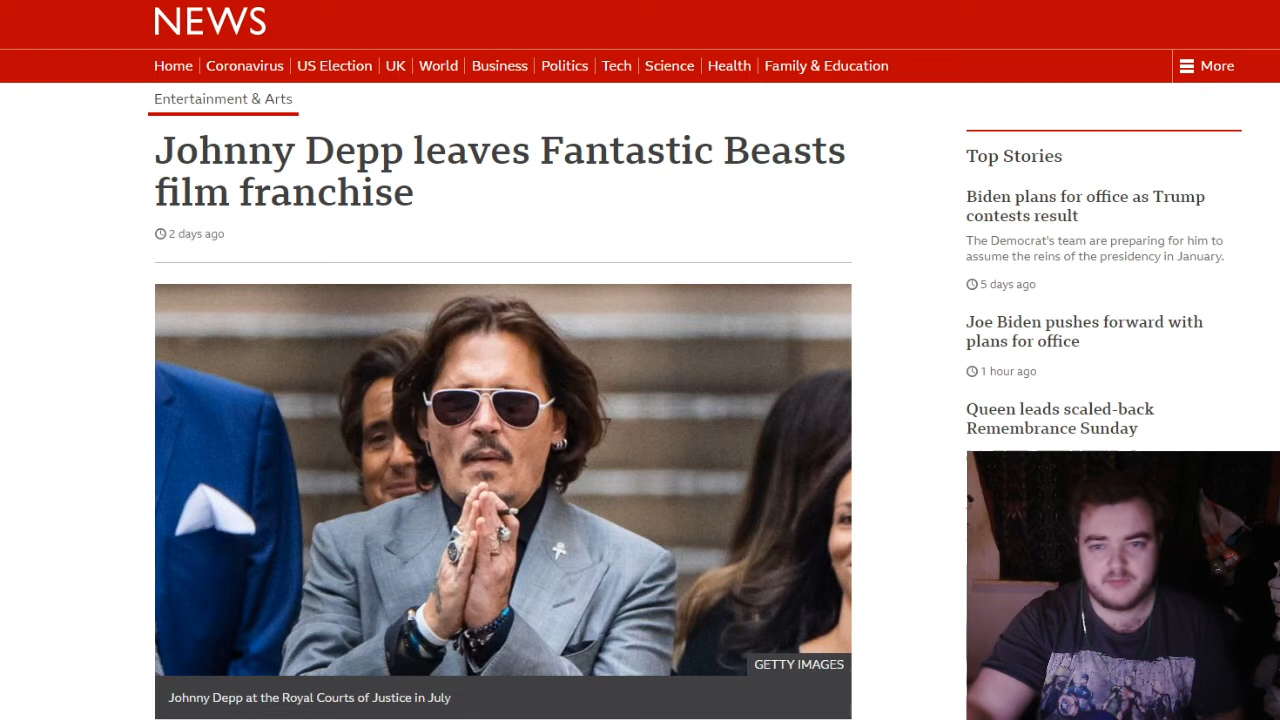 NEWS
Home
Coronavirus
US Election
UK
World
Business
Politics
Tech
Science
Health
Family & Education
More
Entertainment & Arts
Johnny Depp leaves Fantastic Beasts
film franchise
2 days ago
GETTY IMAGES
Johnny Depp at the Royal Courts of Justice in July
Top Stories
Biden plans for office as Trump
contests result
The Democrat's team are preparing for him to
assume the reins of the presidency in January.
5 days ago
Joe Biden pushes forward with
plans for office
1 hour ago
Queen leads scaled-back
Remembrance Sunday